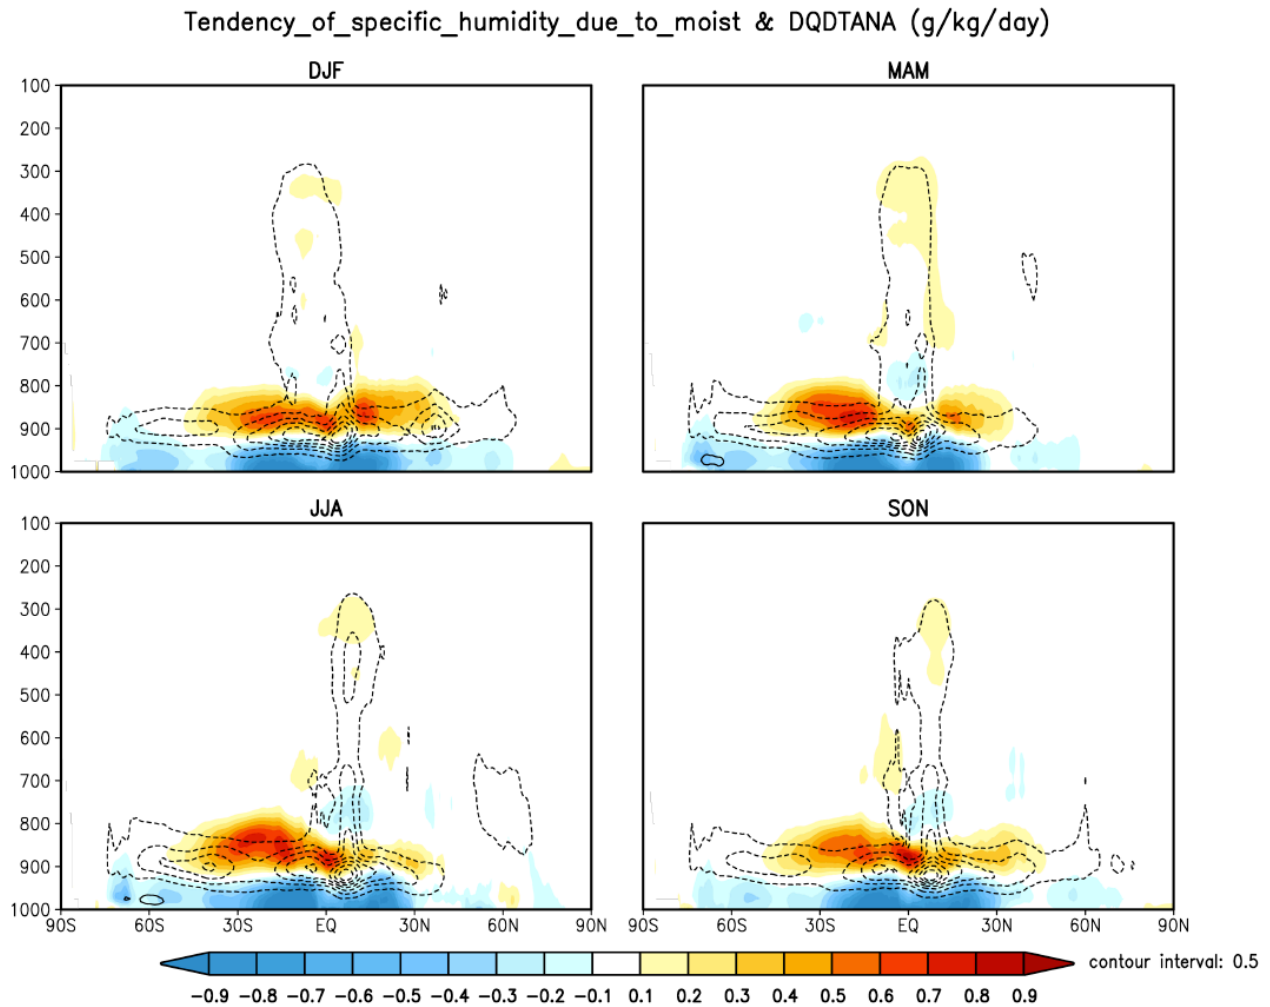 Tendency_of_specific_humidity_due_to_moist & DQDTANA (g/kg/day)
DJF
MAM
100
200
300
400
500
600
700
800
900
1000
JJA
SON
100
200
300
400
500
600
700
800
900
1000
90S 60S 30S EQ 30N 60N 90N
90S 60S 30S EQ 30N 60N 90N
contour interval: 0.5
-0.9 -0.8 -0.7 -0.6 -0.5 -0.4 -0.3 -0.2 -0.1 0.1 0.2 0.3 0.4 0.5 0.6 0.7 0.8 0.9